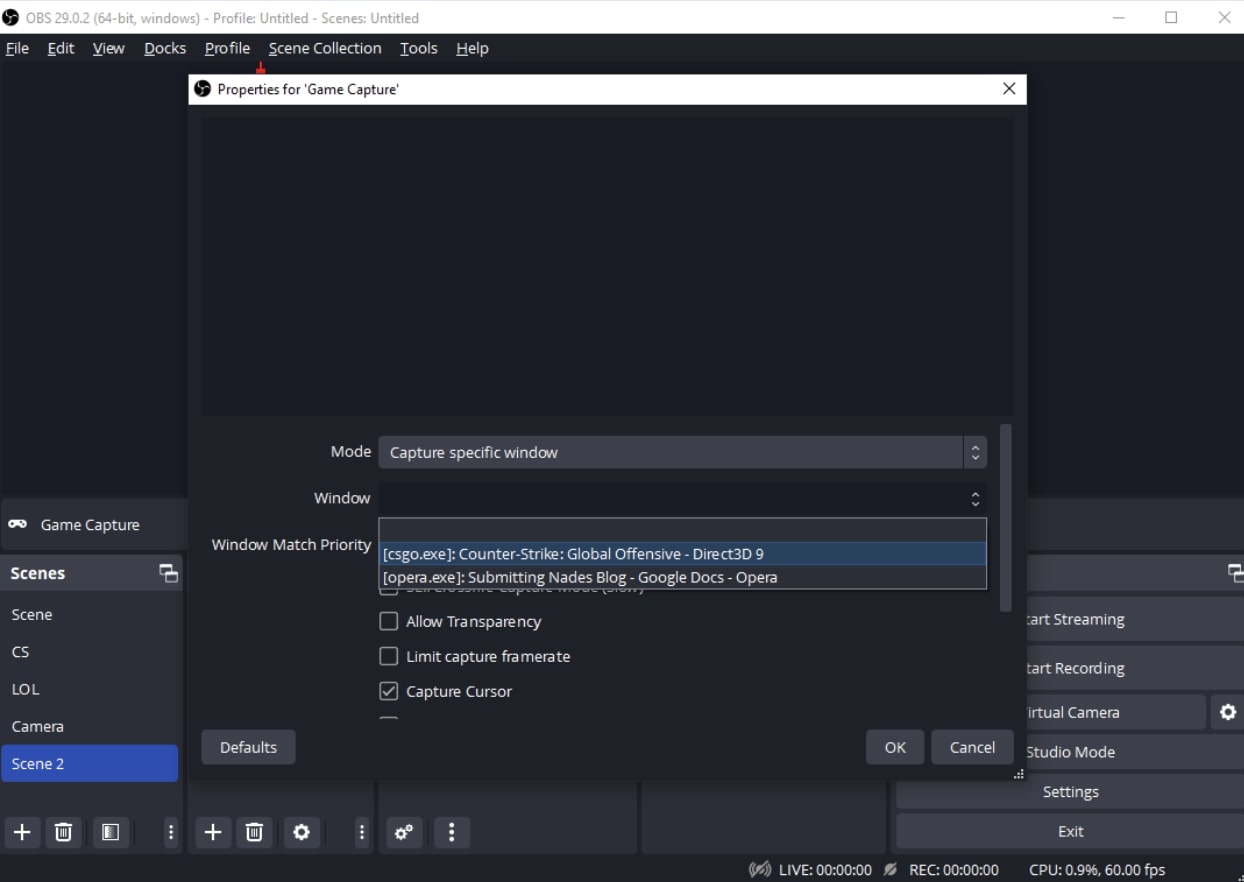 OBS 29.0.2 (64-bit, windows) - Profile: Untitled - Scenes: Untitled
File Edit View Docks Profile Scene Collection Tools Help
Properties for 'Game Capture'
Mode Capture specific window
Window
Window Match Priority
[csgo.exe]: Counter-Strike: Global Offensive - Direct3D 9
[opera.exe]: Submitting Nades Blog - Google Docs - Opera
Allow Transparency
Limit capture framerate
Capture Cursor
Defaults OK Cancel
Game Capture
Scenes
Scene
CS
LOL
Camera
Scene 2
tart Streaming
tart Recording
irtual Camera
Studio Mode
Settings
Exit
LIVE: 00:00:00 REC: 00:00:00 CPU: 0.9%, 60.00 fps